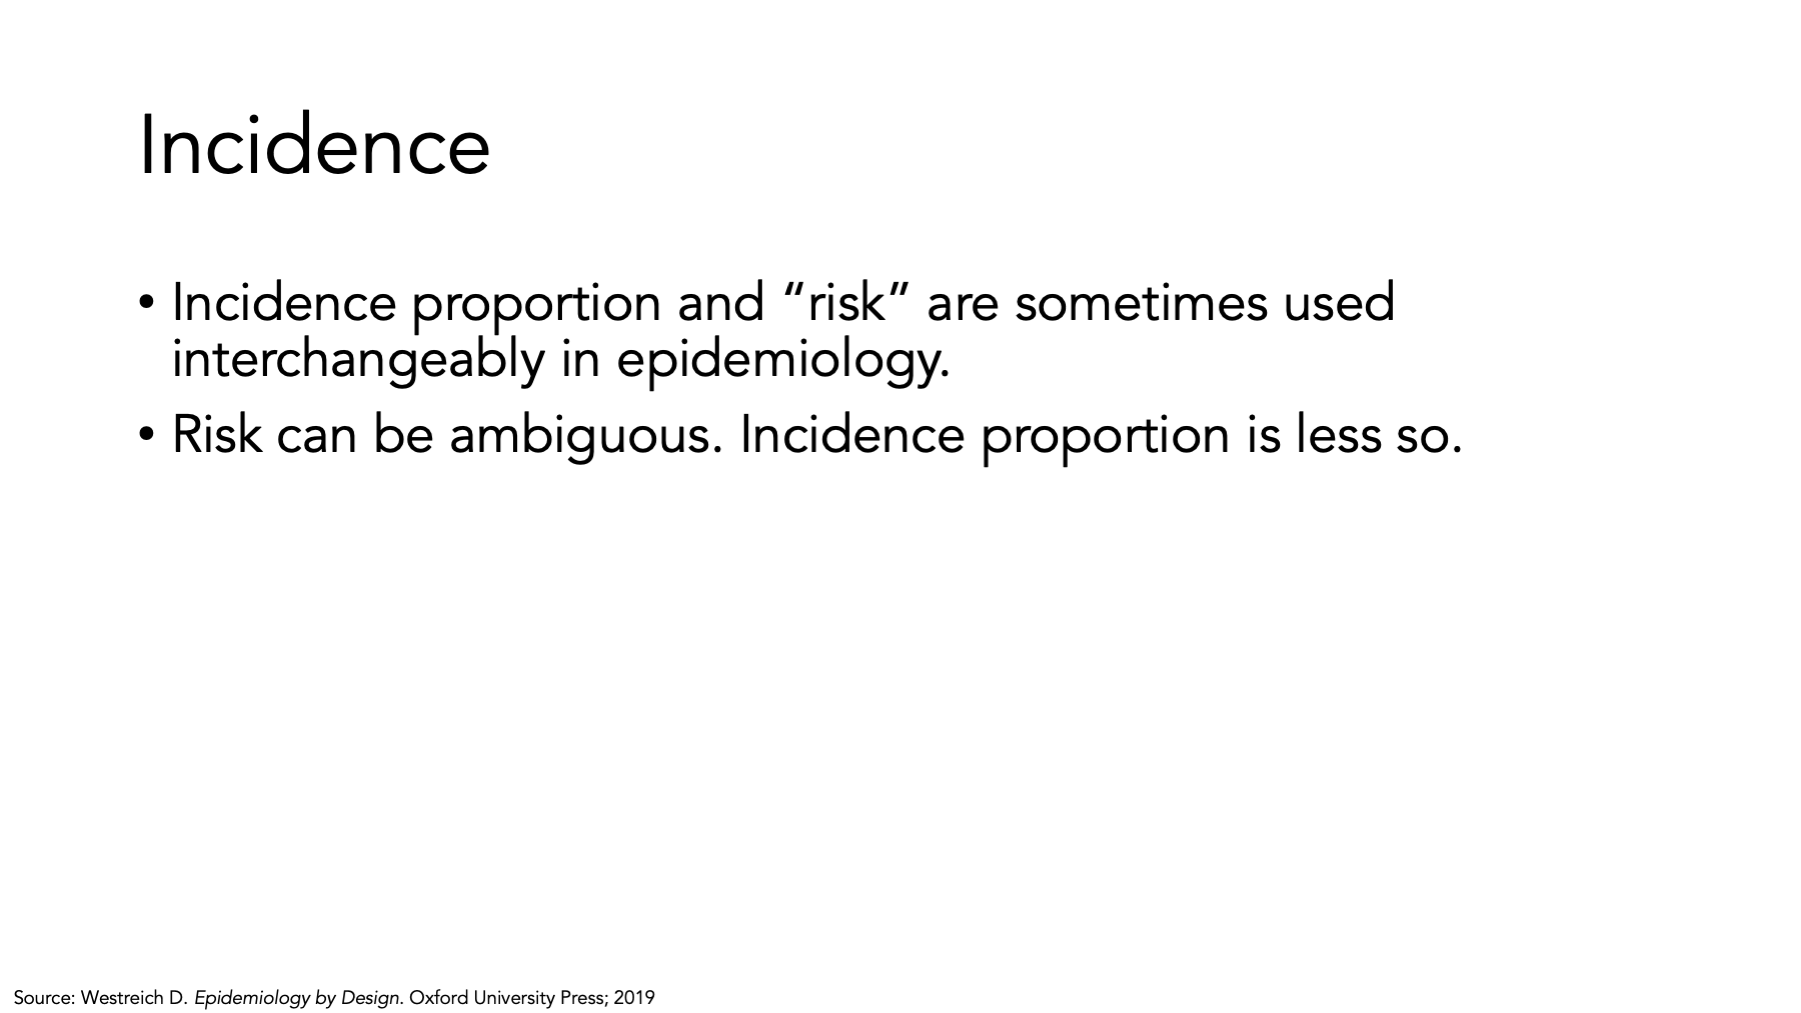 Incidence
• Incidence proportion and “risk” are sometimes used
interchangeably in epidemiology.
• Risk can be ambiguous. Incidence proportion is less so.
Source: Westreich D. Epidemiology by Design. Oxford University Press; 2019